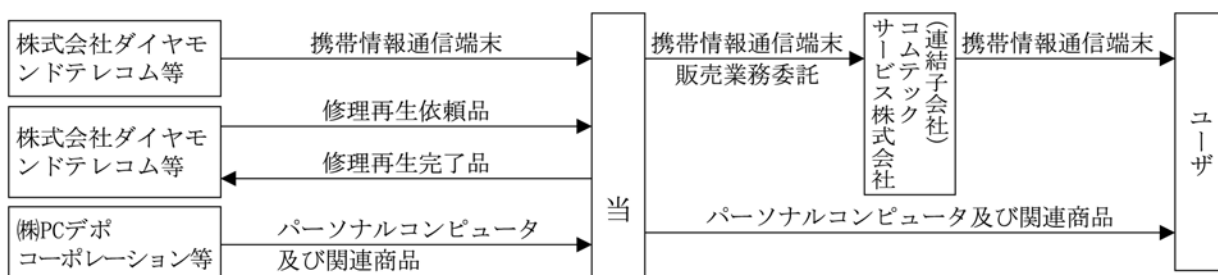 株式会社ダイヤモ
ンドテレコム等
携帯情報通信端末
携帯情報通信端末
販売業務委託
(連結子会社)
コムテック
サービス株式会社
携帯情報通信端末
修理再生依頼品
株式会社ダイヤモ
ンドテレコム等
修理再生完了品
㈱PCデポ
コーポレーション等
パーソナルコンピュータ
及び関連商品
当
パーソナルコンピュータ及び関連商品
ユーザ